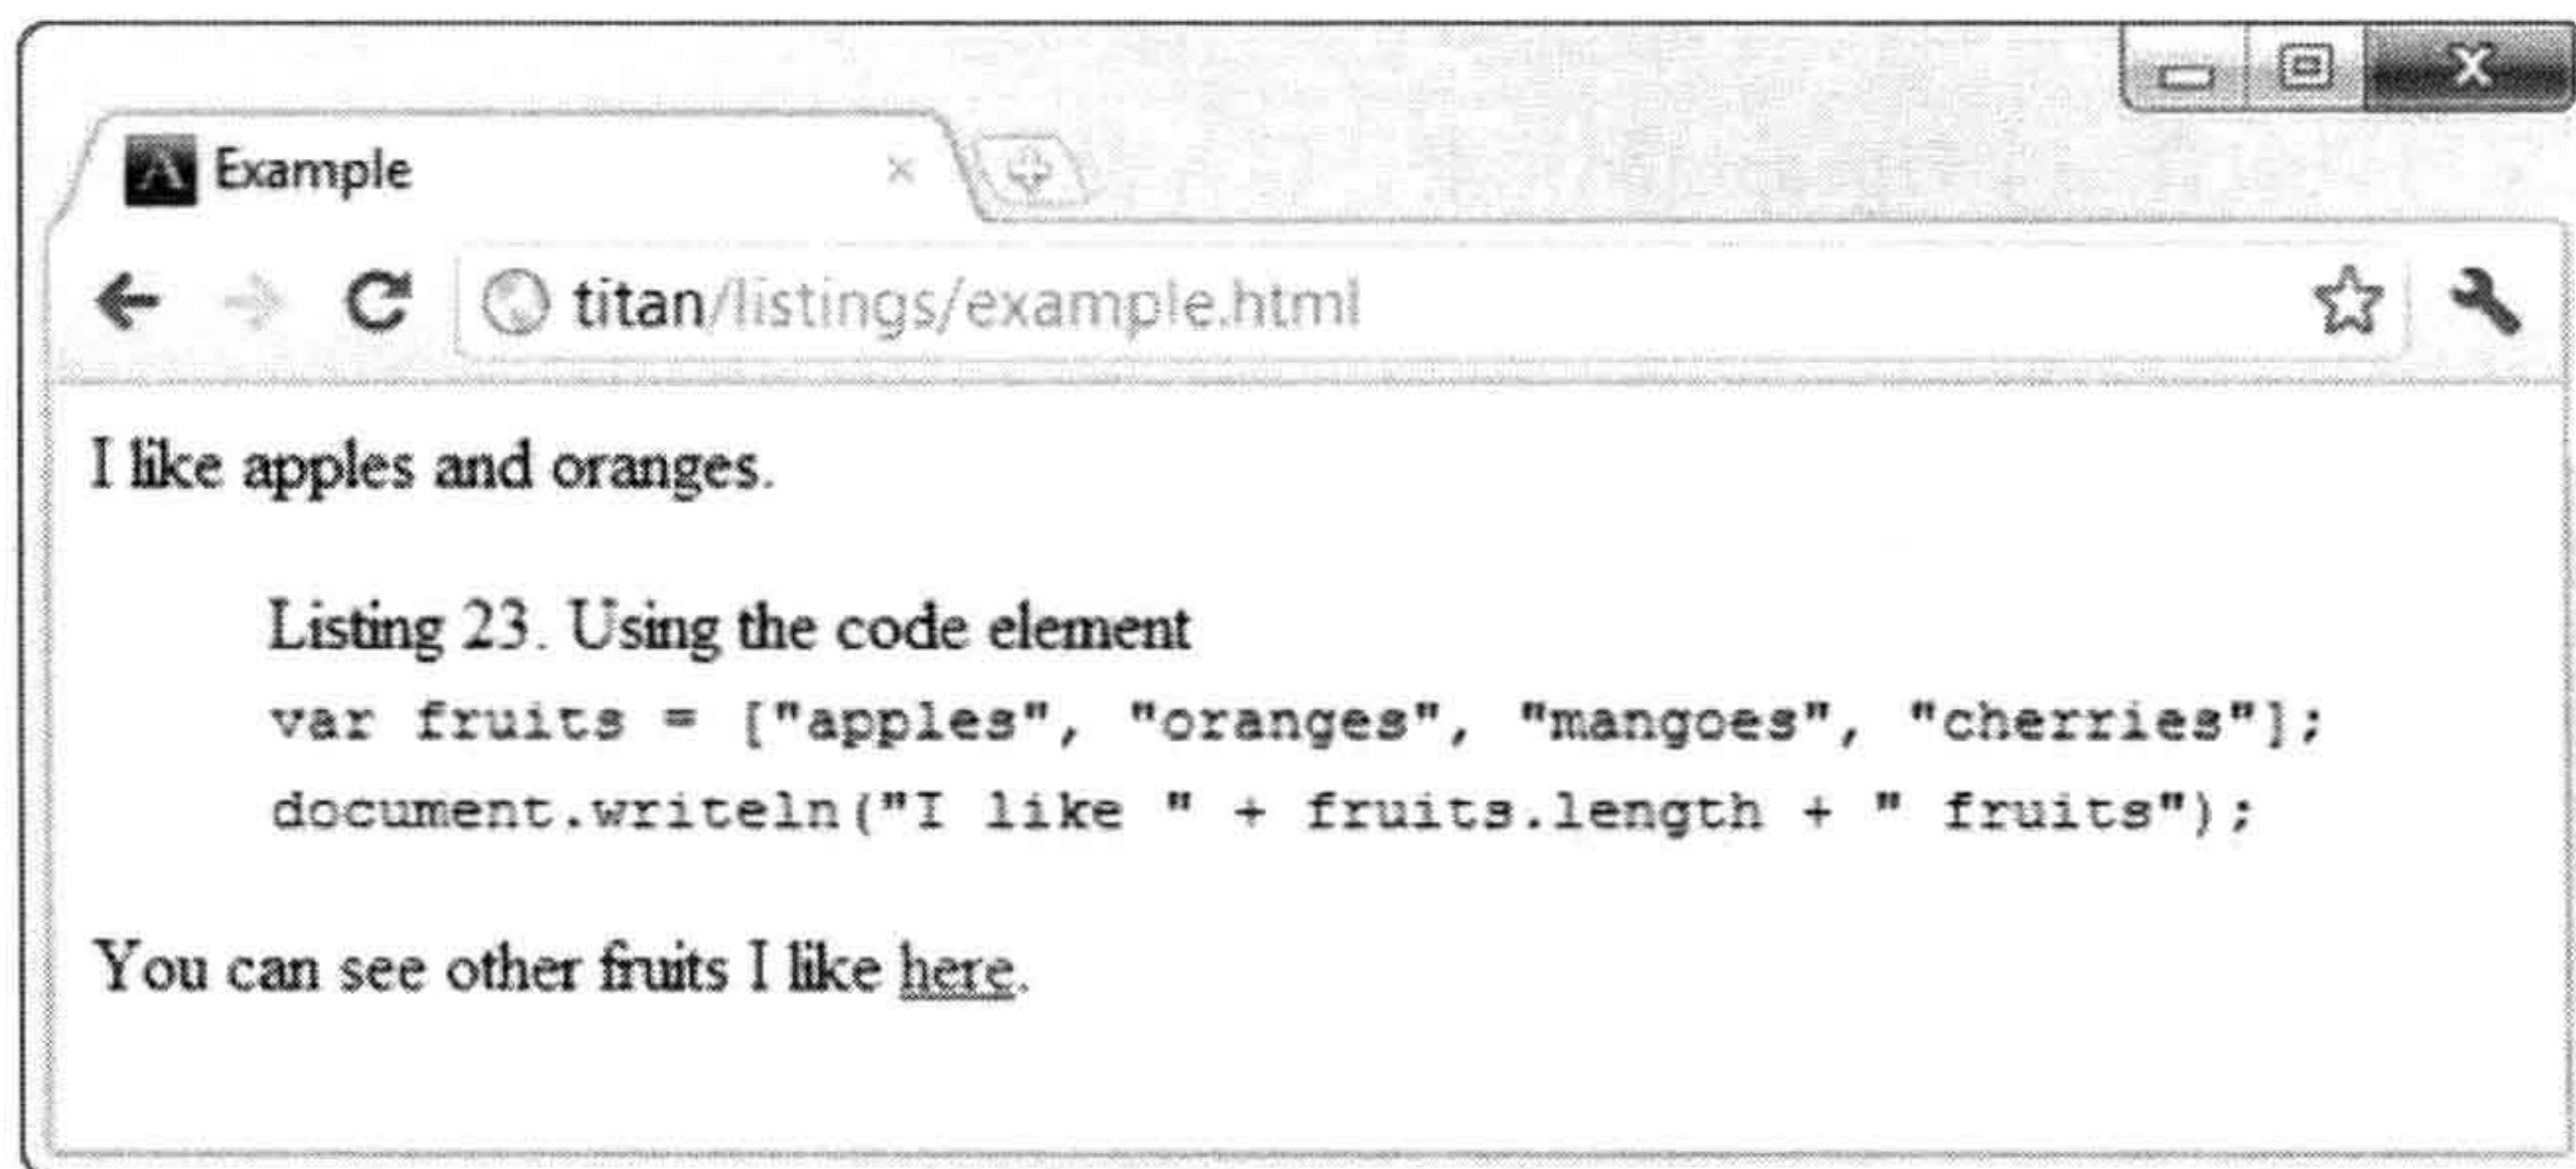 Example
titan/listings/example.html
I like apples and oranges.
Listing 23. Using the code element
var fruits = ["apples", "oranges", "mangoes", "cherries"];
document.writeln("I like " + fruits.length + " fruits");
You can see other fruits I like here.